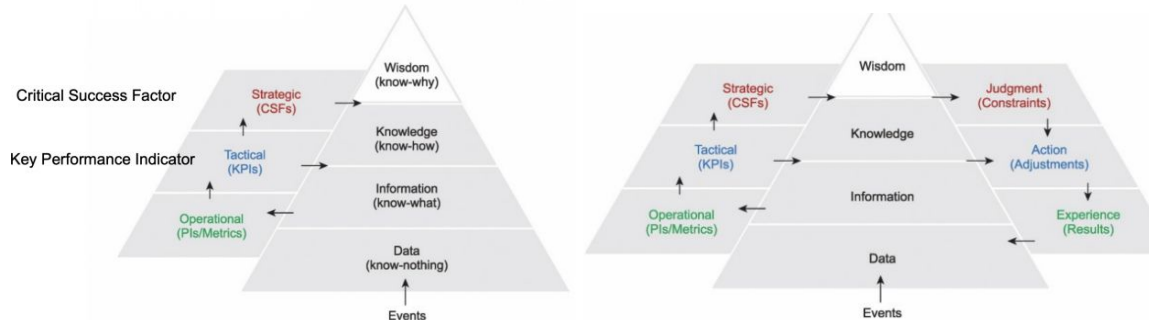 Critical Success Factor
Key Performance Indicator
Wisdom
(know-why)
Strategic
(CSFs)
Knowledge
(know-how)
Tactical
(KPIs)
Information
(know-what)
Operational
(PIs/Metrics)
Data
(know-nothing)
Events
Wisdom
Strategic
(CSFs)
Judgment
(Constraints)
Knowledge
Tactical
(KPIs)
Action
(Adjustments)
Information
Operational
(PIs/Metrics)
Experience
(Results)
Data
Events